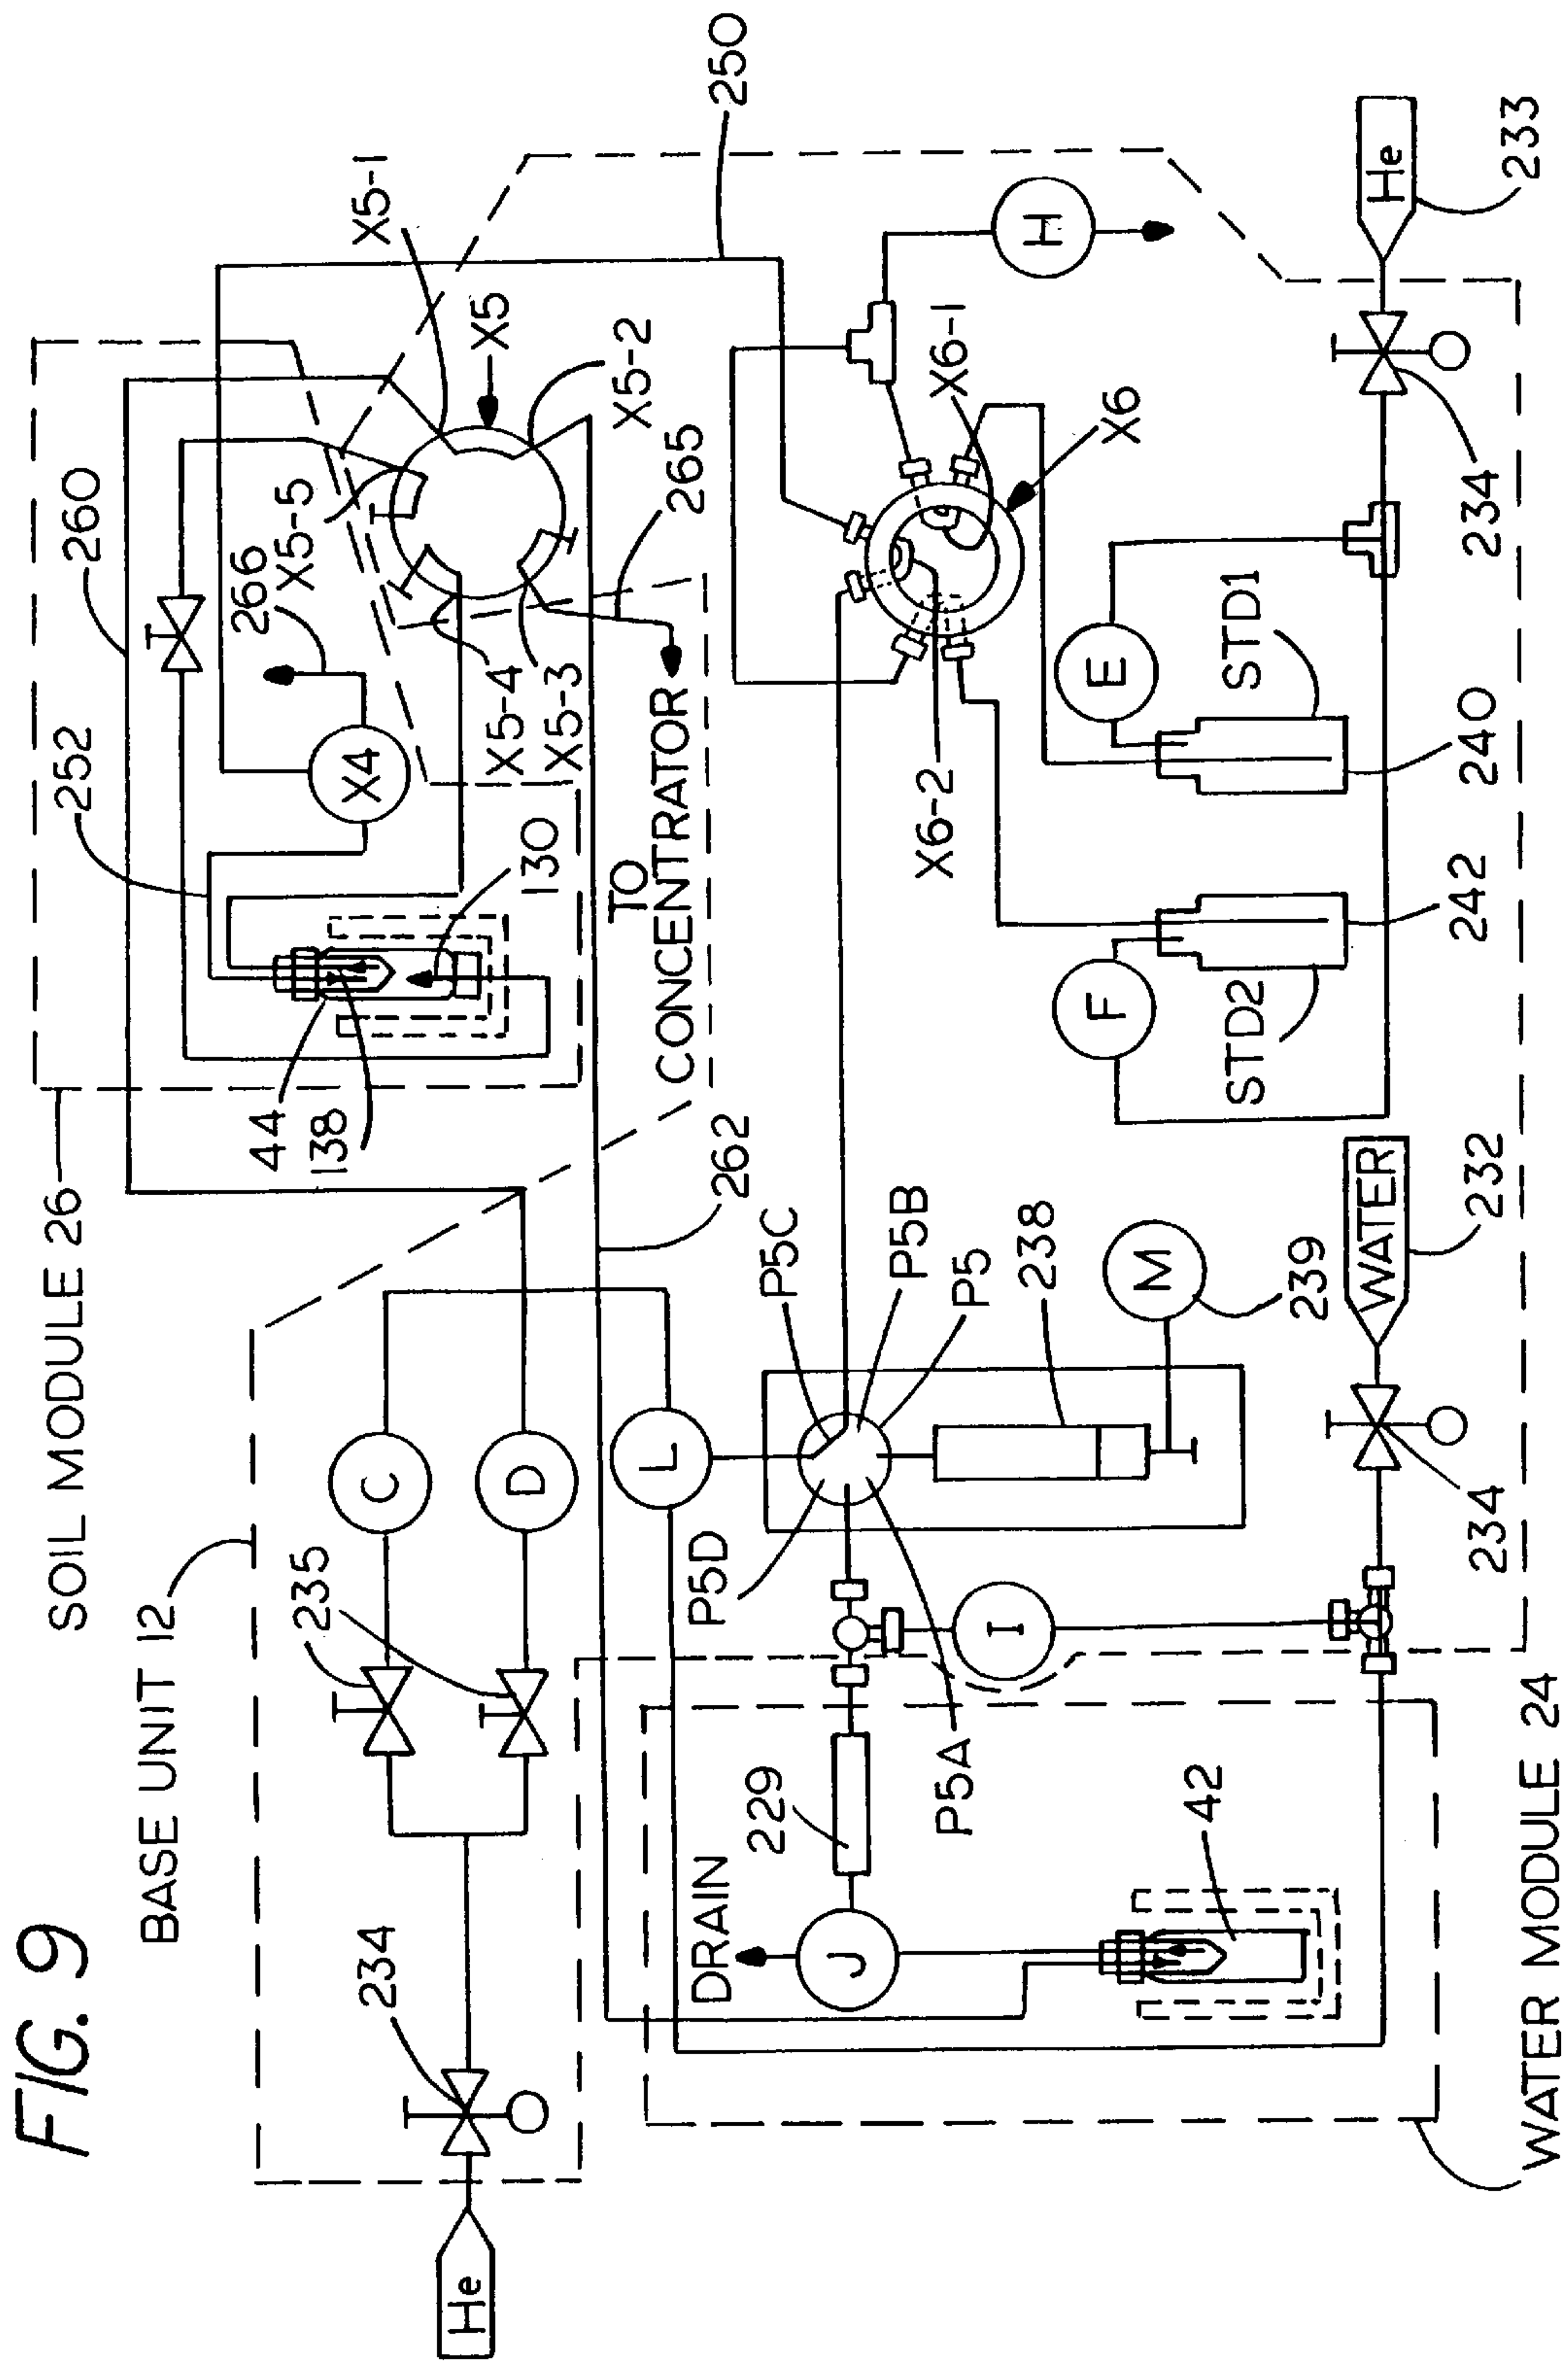 FIG. 9
SOIL MODULE 26
BASE UNIT 12
260
252
266
X5-5
X5-1
X5
X5-2
X5-4
X5-3
265
250
X4
44
138
130
TO
CONCENTRATOR
262
235
234
He
C
D
L
H
X6-1
X6
X6-2
P5C
P5B
P5
P5D
P5A
238
M
239
I
229
J
DRAIN
42
WATER
232
234
E
STD1
240
F
STD2
242
He
233
234
WATER MODULE 24